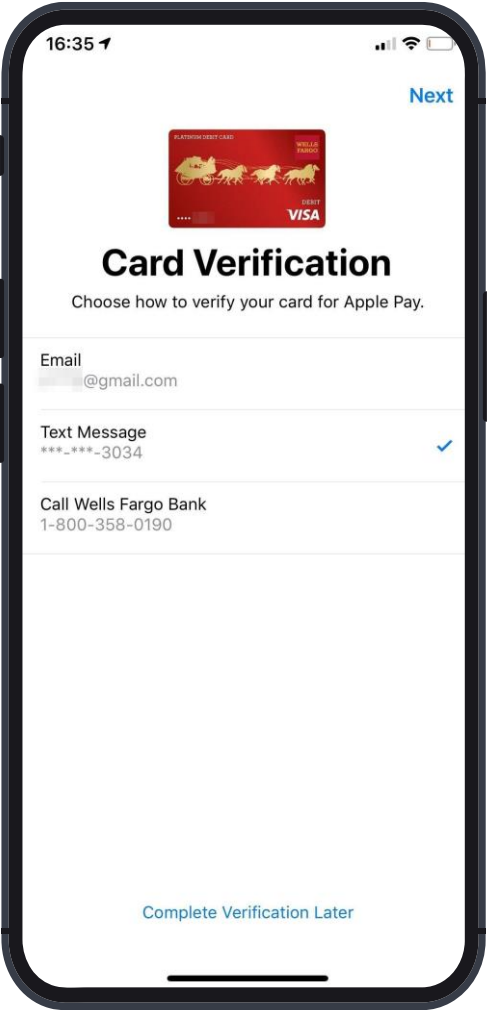 16:35
Next
PLATINUM DEBIT CARD
WELLS
FARGO
DEBIT
••••
VISA
Card Verification
Choose how to verify your card for Apple Pay.
Email
@gmail.com
Text Message
***-***-3034
Call Wells Fargo Bank
1-800-358-0190
Complete Verification Later